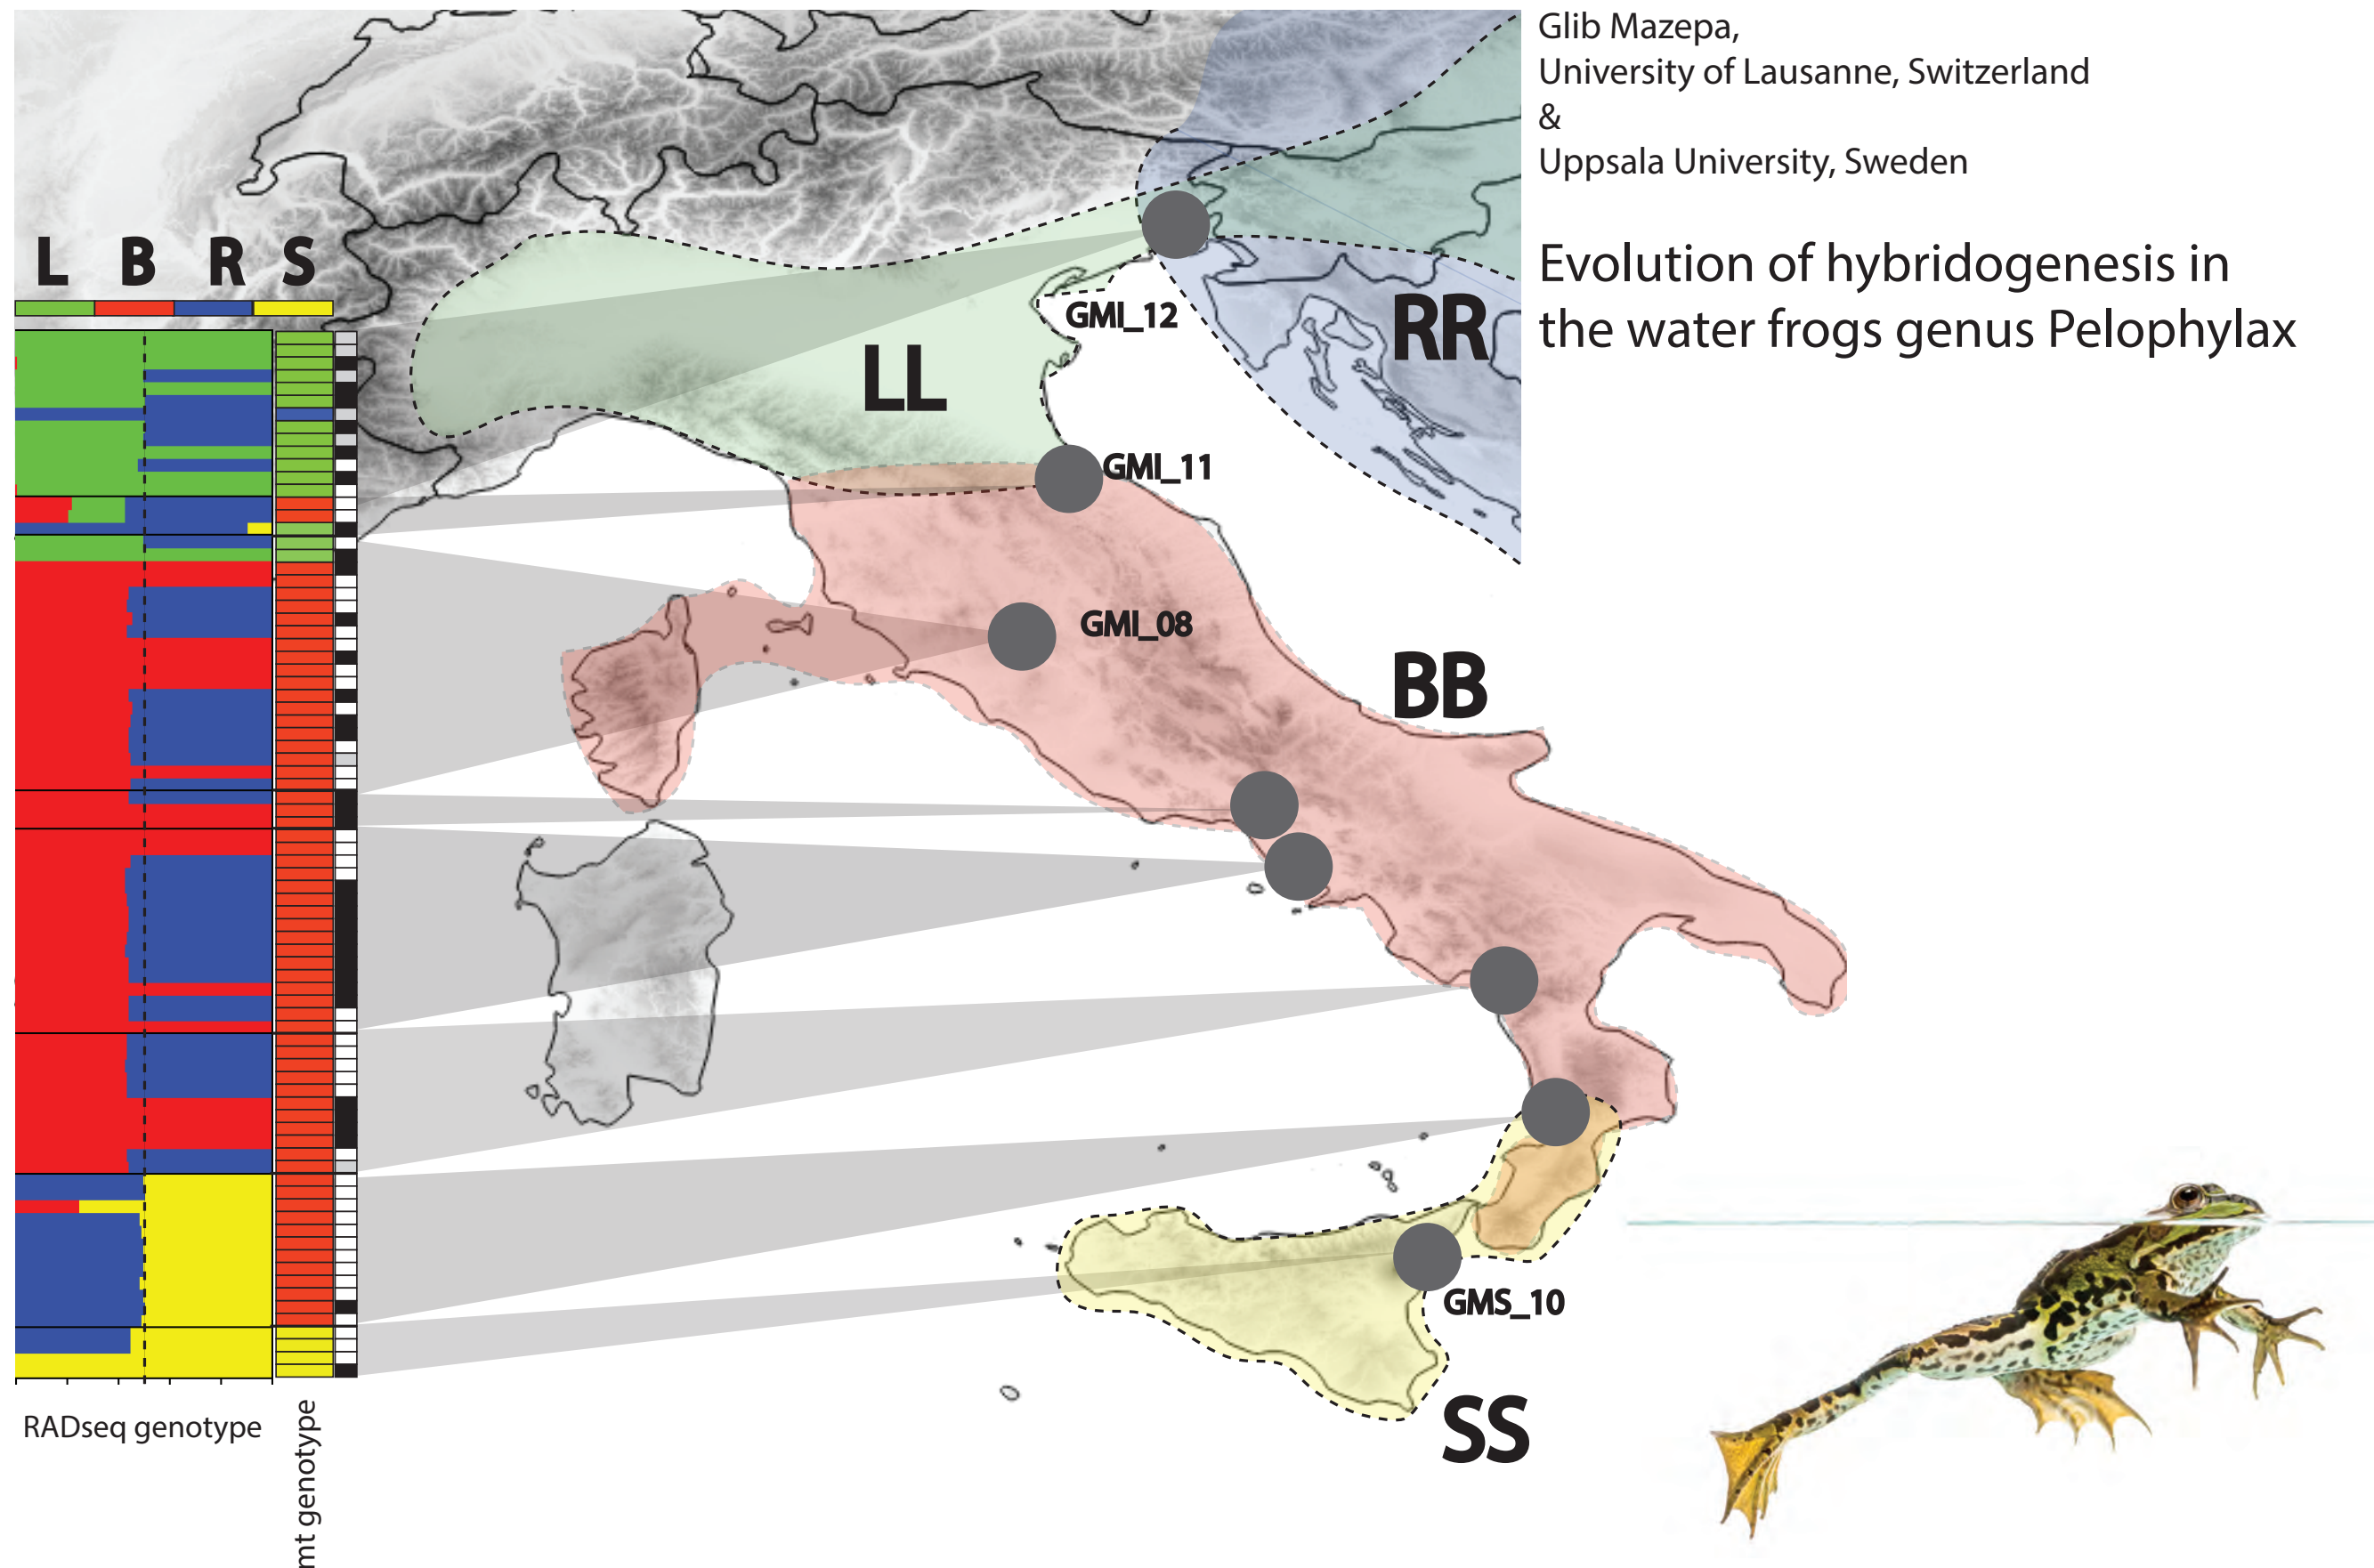 Glib Mazepa,
University of Lausanne, Switzerland
&
Uppsala University, Sweden
Evolution of hybridogenesis in
the water frogs genus Pelophylax
L B R S
GMI_12
RR
LL
GMI_11
GMI_08
BB
GMS_10
SS
RADseq genotype
mt genotype